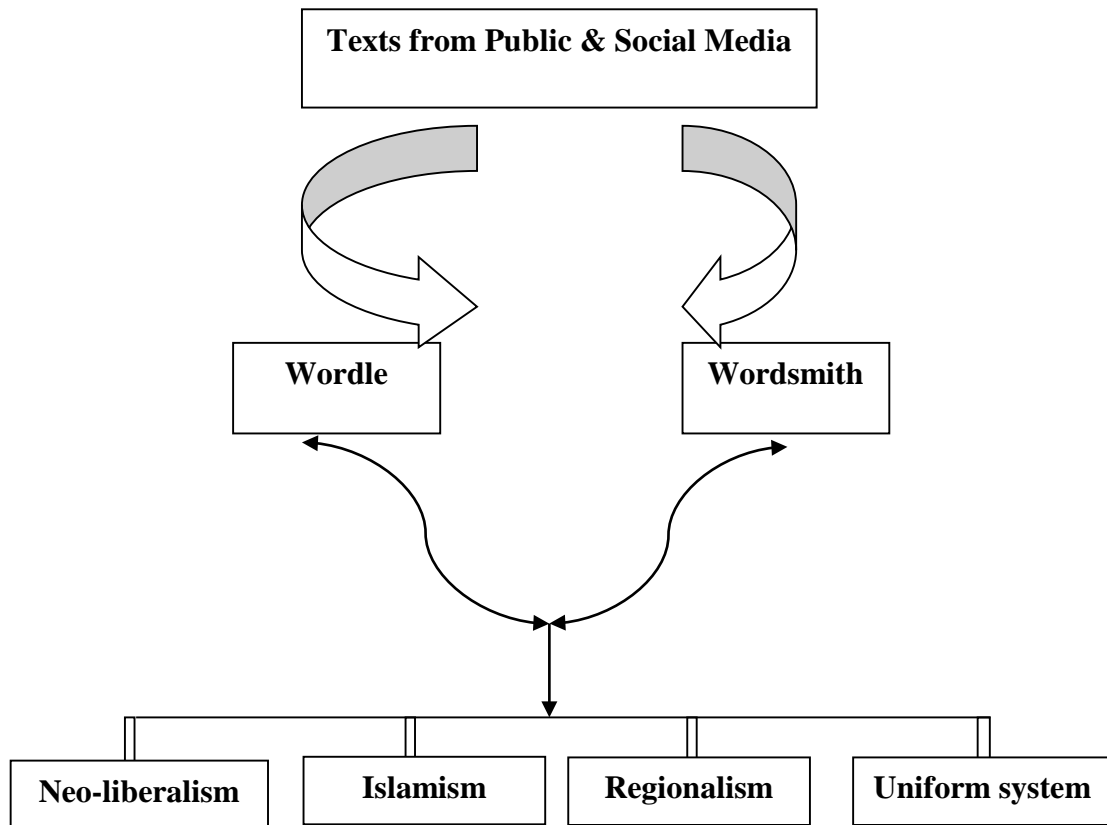 Texts from Public & Social Media
Wordle
Wordsmith
Neo-liberalism
Islamism
Regionalism
Uniform system